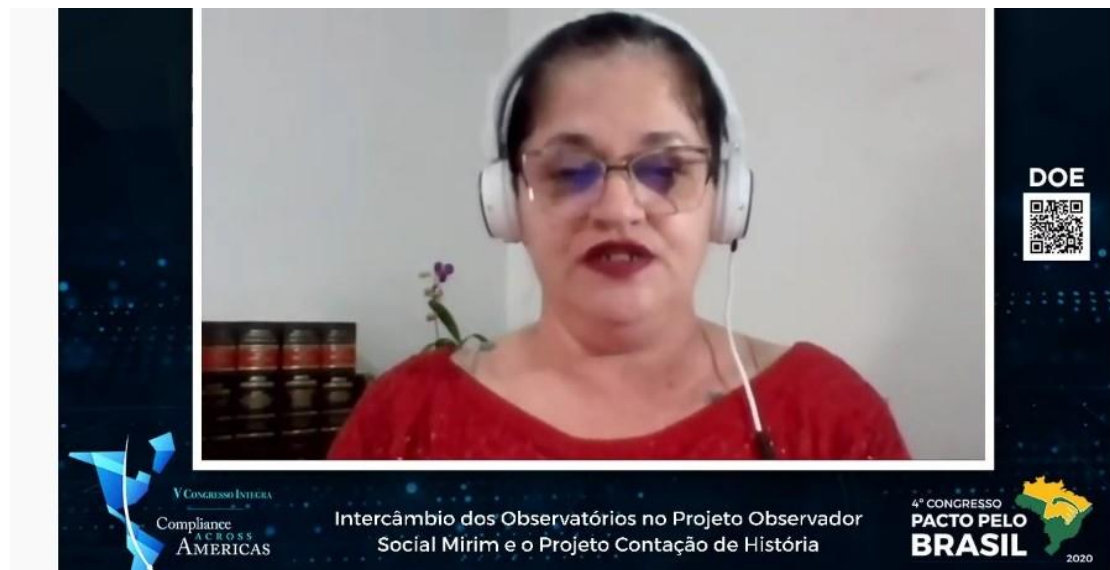 DOE
V CONGRESSO INTEGRA
Compliance
ACROSS
AMERICAS
Intercâmbio dos Observatórios no Projeto Observador
Social Mirim e o Projeto Contação de História
4º CONGRESSO
PACTO PELO
BRASIL
2020